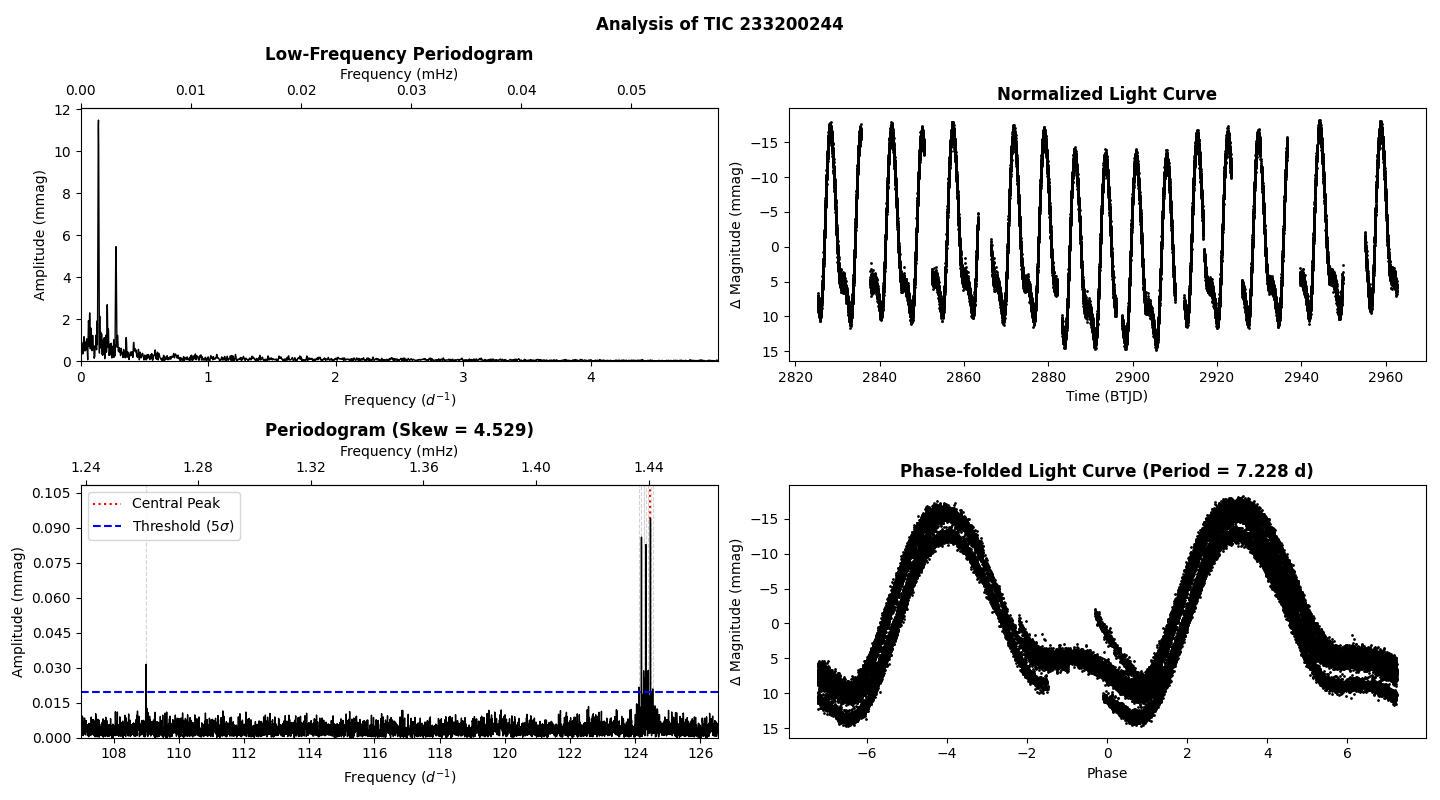 Analysis of TIC 233200244
Low-Frequency Periodogram
Frequency (mHz)
0.00 0.01 0.02 0.03 0.04 0.05
12
10
8
6
4
2
0
Amplitude (mmag)
0 1 2 3 4
Frequency (d⁻¹)
Normalized Light Curve
−15
−10
−5
0
5
10
15
Δ Magnitude (mmag)
2820 2840 2860 2880 2900 2920 2940 2960
Time (BTJD)
Periodogram (Skew = 4.529)
Frequency (mHz)
1.24 1.28 1.32 1.36 1.40 1.44
0.105
0.090
0.075
0.060
0.045
0.030
0.015
0.000
Amplitude (mmag)
Central Peak
Threshold (5σ)
108 110 112 114 116 118 120 122 124 126
Frequency (d⁻¹)
Phase-folded Light Curve (Period = 7.228 d)
−15
−10
−5
0
5
10
15
Δ Magnitude (mmag)
−6 −4 −2 0 2 4 6
Phase